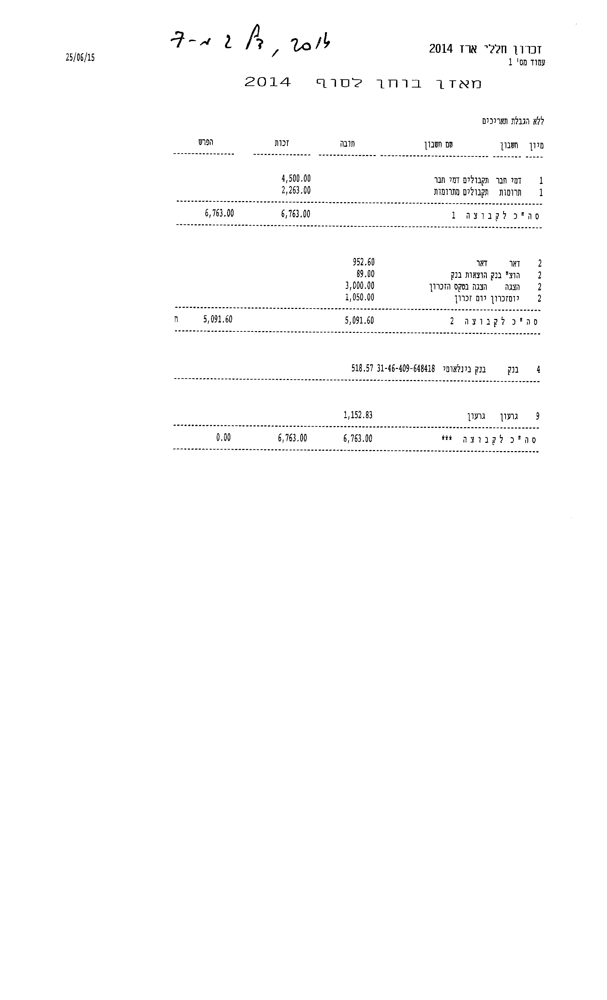 2014
25/06/15
זכרון חללי ארז 2014
עמוד מס' 1
מאזן בוחן לסוף 2014
ללא הגבלת תאריכים
מיון חשבון שם חשבון חובה זכות הפרש
1 דמי חבר תקבולים דמי חבר 4,500.00
1 תרומות תקבולים מתרומות 2,263.00
סה"כ לקבוצה 1 6,763.00 6,763.00
2 דאר דאר 952.60
2 הוצ" בנק הוצאות בנק 89.00
2 הצגה הצגה בטקס הזכרון 3,000.00
2 יוםזכרון יום זכרון 1,050.00
סה"כ לקבוצה 2 5,091.60 5,091.60 ח
4 בנק בנק בינלאומי 31-46-409-648418 518.57
9 גרעון גרעון 1,152.83
סה"כ לקבוצה *** 6,763.00 6,763.00 0.00